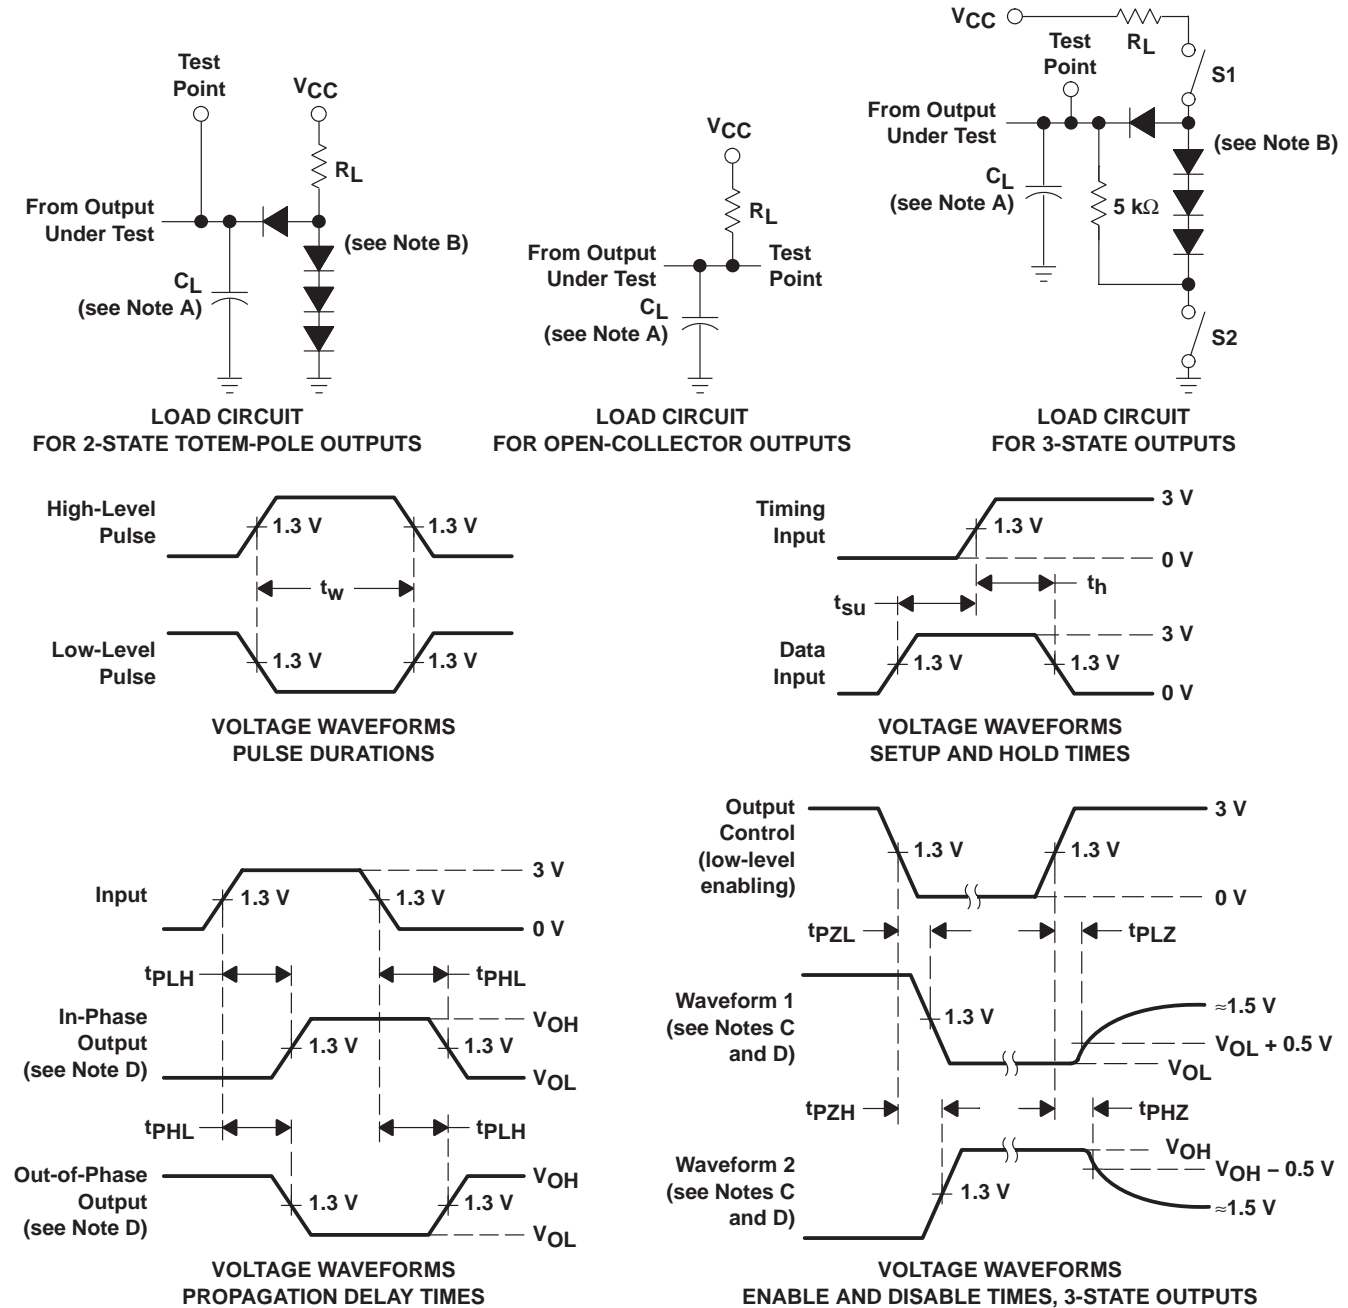 Test
Point
VCC
RL
From Output
Under Test
(see Note B)
CL
(see Note A)
LOAD CIRCUIT
FOR 2-STATE TOTEM-POLE OUTPUTS
VCC
RL
From Output
Under Test
Test
Point
CL
(see Note A)
LOAD CIRCUIT
FOR OPEN-COLLECTOR OUTPUTS
VCC
RL
Test
Point
S1
From Output
Under Test
(see Note B)
CL
(see Note A)
5 kΩ
S2
LOAD CIRCUIT
FOR 3-STATE OUTPUTS
High-Level
Pulse
1.3 V
1.3 V
tw
Low-Level
Pulse
1.3 V
1.3 V
VOLTAGE WAVEFORMS
PULSE DURATIONS
Timing
Input
3 V
1.3 V
0 V
th
tsu
Data
Input
3 V
1.3 V
1.3 V
0 V
VOLTAGE WAVEFORMS
SETUP AND HOLD TIMES
Input
3 V
1.3 V
1.3 V
0 V
tPLH
tPHL
In-Phase
Output
(see Note D)
VOH
1.3 V
1.3 V
VOL
tPHL
tPLH
Out-of-Phase
Output
(see Note D)
VOH
1.3 V
1.3 V
VOL
VOLTAGE WAVEFORMS
PROPAGATION DELAY TIMES
Output
Control
(low-level
enabling)
3 V
1.3 V
1.3 V
0 V
tPZL
tPLZ
Waveform 1
(see Notes C
and D)
1.3 V
≈1.5 V
VOL + 0.5 V
VOL
tPZH
tPHZ
Waveform 2
(see Notes C
and D)
1.3 V
VOH
VOH – 0.5 V
≈1.5 V
VOLTAGE WAVEFORMS
ENABLE AND DISABLE TIMES, 3-STATE OUTPUTS